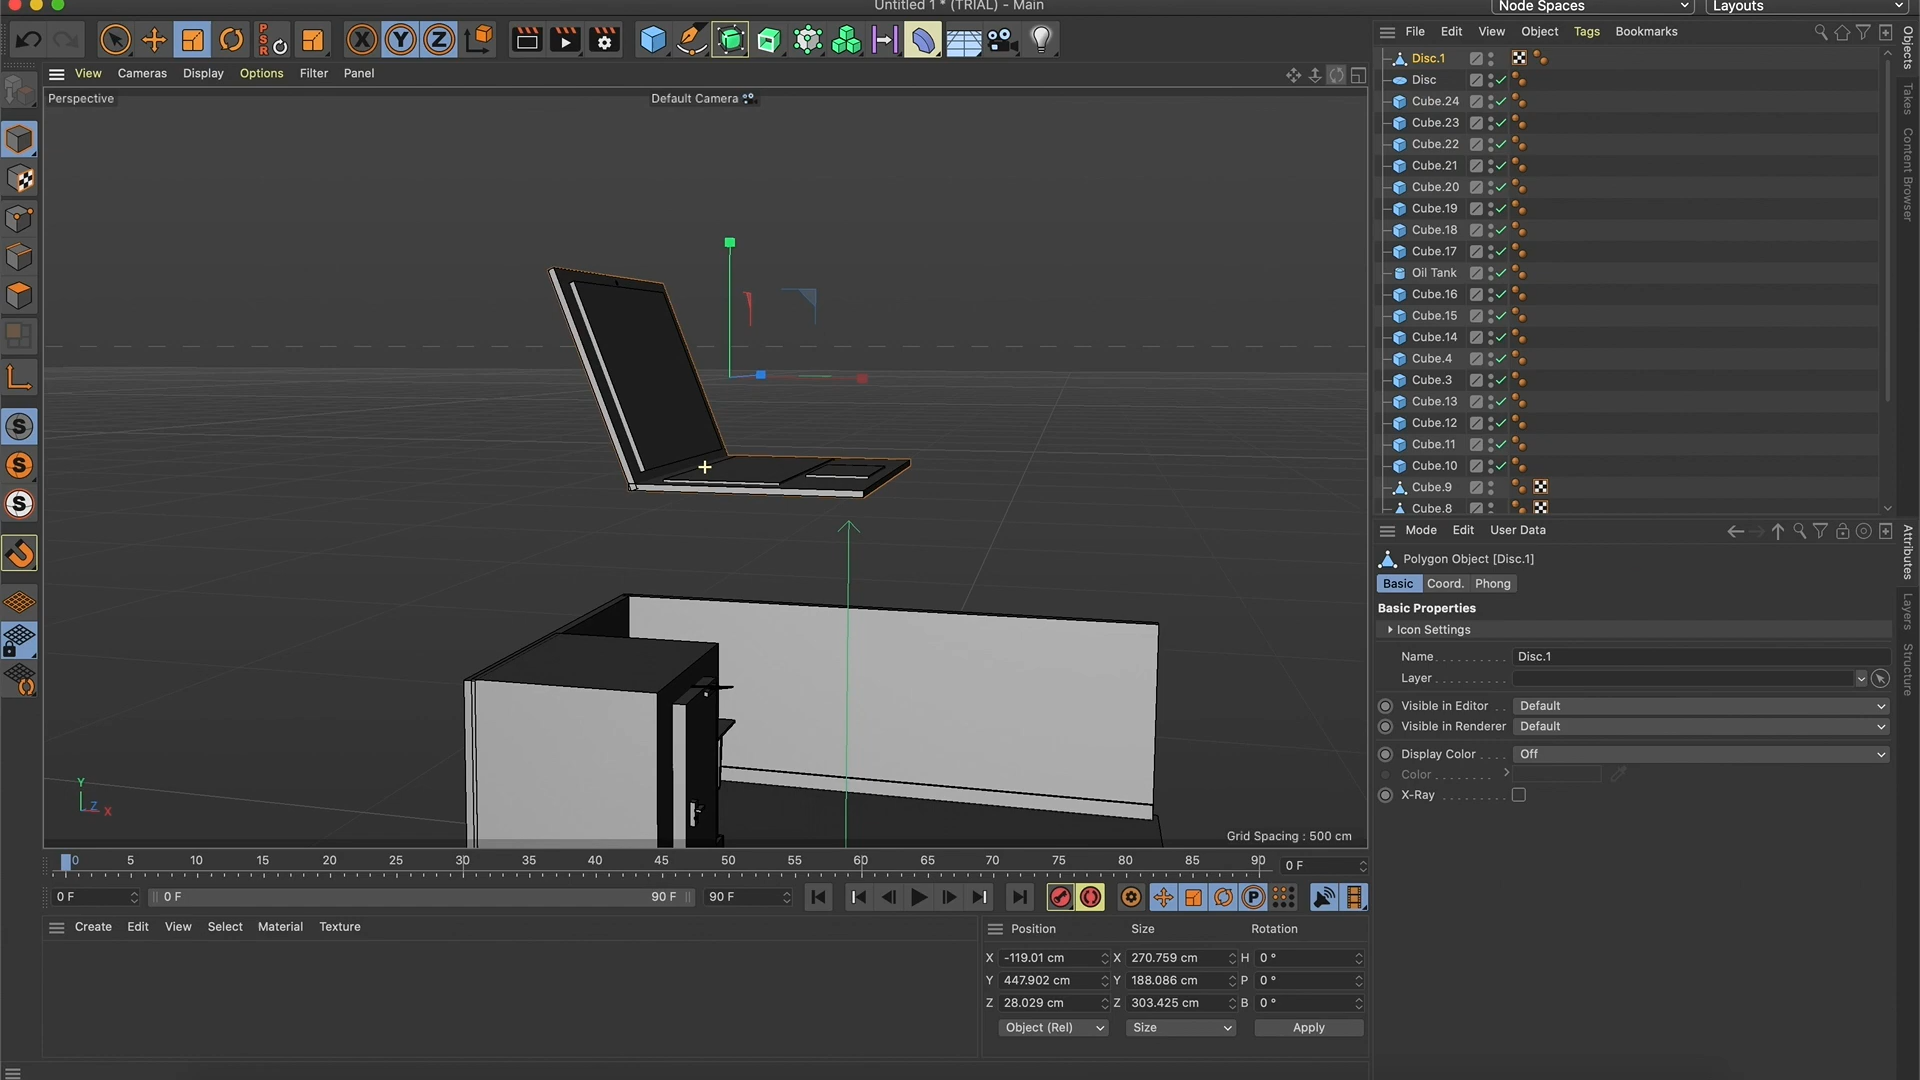 Untitled 1 * (TRIAL) - Main
Node Spaces
Layouts
PSR
X
Y
Z
File Edit View Object Tags Bookmarks
View Cameras Display Options Filter Panel
Perspective
Default Camera
Disc.1
Disc
Cube.24
Cube.23
Cube.22
Cube.21
Cube.20
Cube.19
Cube.18
Cube.17
Oil Tank
Cube.16
Cube.15
Cube.14
Cube.4
Cube.3
Cube.13
Cube.12
Cube.11
Cube.10
Cube.9
Cube.8
Objects
Takes
Content Browser
S
S
S
Mode Edit User Data
Polygon Object [Disc.1]
Basic Coord. Phong
Basic Properties
Icon Settings
Name Disc.1
Layer
Visible in Editor Default
Visible in Renderer Default
Display Color Off
Color
X-Ray
Attributes
Layers
Structure
Y
Z
X
Grid Spacing : 500 cm
0 5 10 15 20 25 30 35 40 45 50 55 60 65 70 75 80 85 90
0 F
0 F
0 F
90 F
90 F
P
Create Edit View Select Material Texture
Position Size Rotation
X -119.01 cm X 270.759 cm H 0 °
Y 447.902 cm Y 188.086 cm P 0 °
Z 28.029 cm Z 303.425 cm B 0 °
Object (Rel) Size Apply